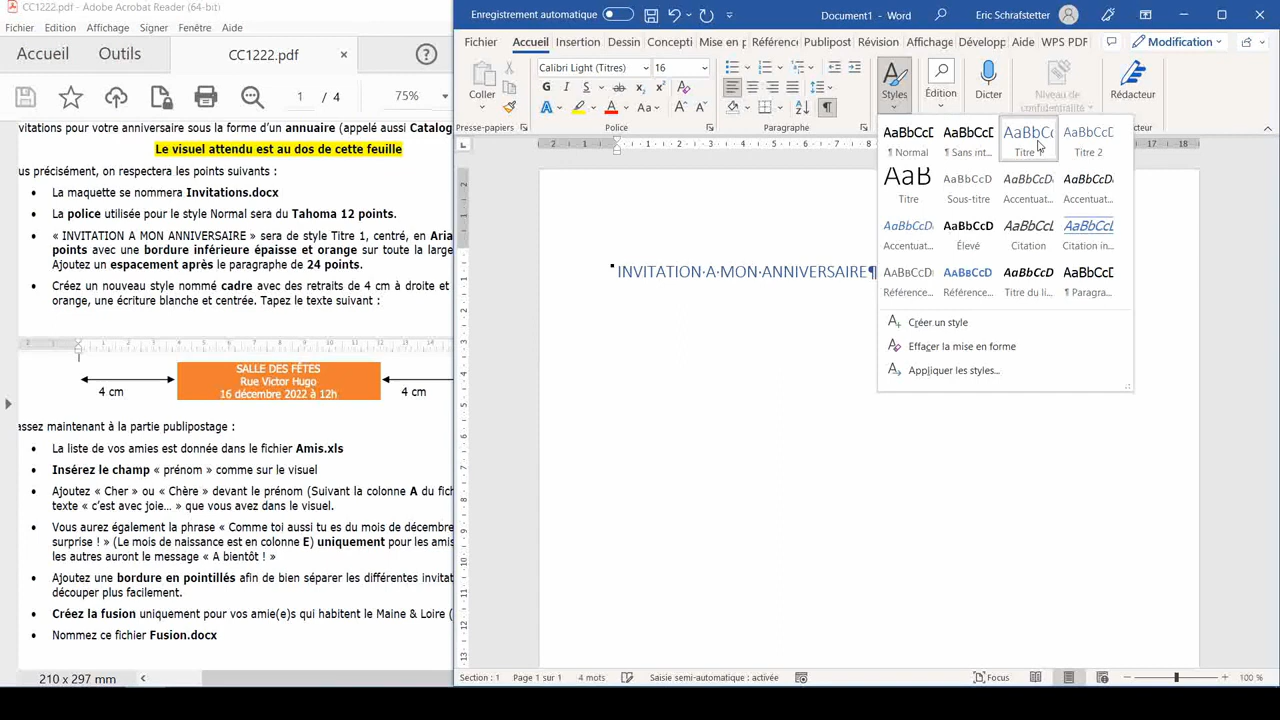 CC1222.pdf - Adobe Acrobat Reader (64-bit)
Fichier Edition Affichage Signer Fenêtre Aide
Accueil Outils CC1222.pdf ×
1 / 4 75%
vitations pour votre anniversaire sous la forme d'un annuaire (appelé aussi Catalog
Le visuel attendu est au dos de cette feuille
us précisément, on respectera les points suivants :
• La maquette se nommera Invitations.docx
• La police utilisée pour le style Normal sera du Tahoma 12 points.
• « INVITATION A MON ANNIVERSAIRE » sera de style Titre 1, centré, en Aria
points avec une bordure inférieure épaisse et orange sur toute la large
Ajoutez un espacement après le paragraphe de 24 points.
• Créez un nouveau style nommé cadre avec des retraits de 4 cm à droite et
orange, une écriture blanche et centrée. Tapez le texte suivant :
SALLE DES FÊTES
Rue Victor Hugo
16 décembre 2022 à 12h
4 cm 4 cm
assez maintenant à la partie publipostage :
• La liste de vos amies est donnée dans le fichier Amis.xls
• Insérez le champ « prénom » comme sur le visuel
• Ajoutez « Cher » ou « Chère » devant le prénom (Suivant la colonne A du fic
texte « c'est avec joie... » que vous avez dans le visuel.
• Vous aurez également la phrase « Comme toi aussi tu es du mois de décembre
surprise ! » (Le mois de naissance est en colonne E) uniquement pour les amis
les autres auront le message « A bientôt ! »
• Ajoutez une bordure en pointillés afin de bien séparer les différentes invitat
découper plus facilement.
• Créez la fusion uniquement pour vos amie(e)s qui habitent le Maine & Loire (
• Nommez ce fichier Fusion.docx
210 x 297 mm
Enregistrement automatique Document1 - Word Eric Schrafstetter
Fichier Accueil Insertion Dessin Concepti Mise en p Référence Publipost Révision Affichage Développ Aide WPS PDF Modification
Coller
Calibri Light (Titres) 16
G I S ab x₂ x²
A A Aa A A
Styles Édition Dicter Niveau de confidentialité Rédacteur
Presse-papiers Police
AaBbCcD AaBbCcD AaBbCc AaBbCcD
¶ Normal ¶ Sans int... Titre 1 Titre 2
AaB AaBbCcD AaBbCcD AaBbCcD
Titre Sous-titre Accentuat... Accentuat...
AaBbCcD AaBbCcD AaBbCcD AaBbCcD
Accentuat... Élevé Citation Citation in...
AaBbCcD AaBbCcD AaBbCcD AaBbCcD
Référence... Référence... Titre du li... ¶ Paragra...
Créer un style
Effacer la mise en forme
Appliquer les styles...
INVITATION·A·MON·ANNIVERSAIRE¶
Section : 1 Page 1 sur 1 4 mots Saisie semi-automatique : activée Focus 100 %